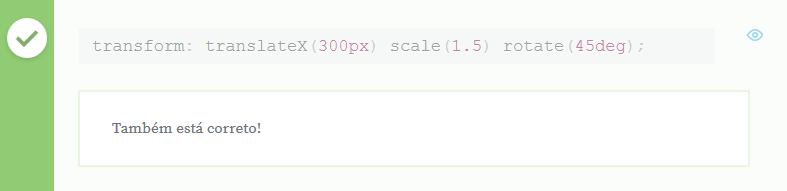 transform: translateX(300px) scale(1.5) rotate(45deg);
Também está correto!